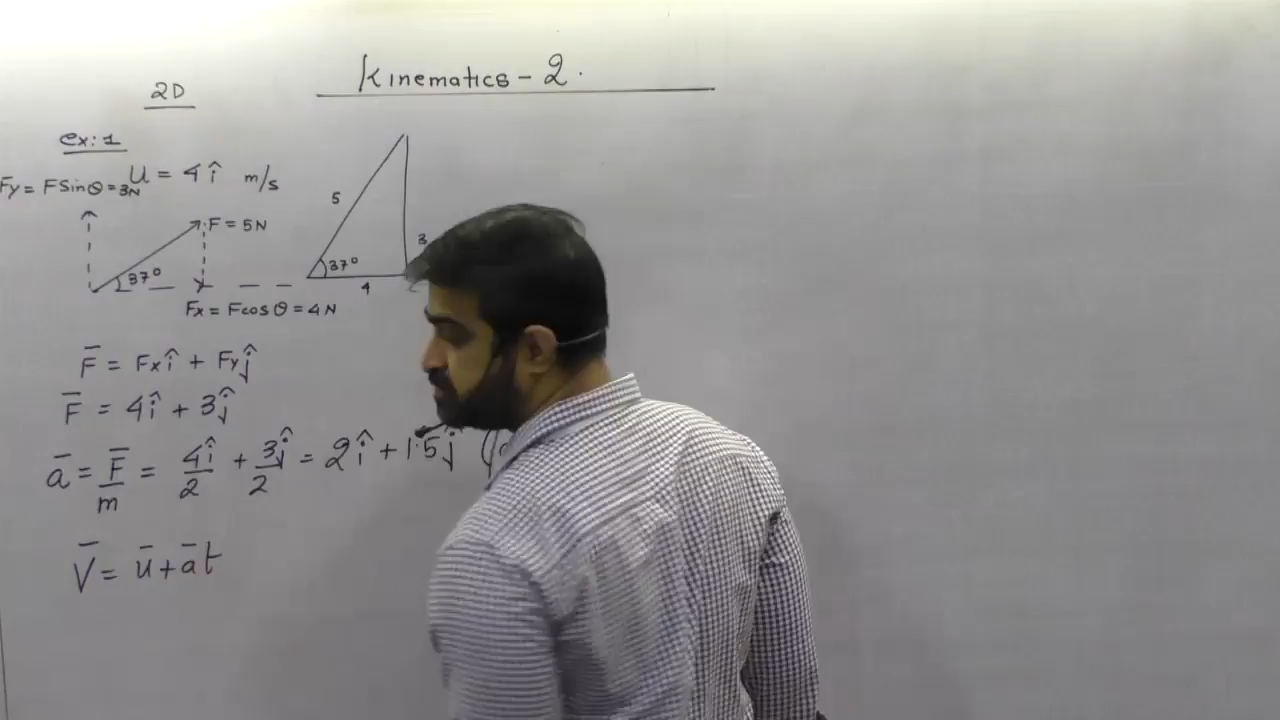 Kinematics - 2.
2D
ex: 1
u = 4î m/s
Fy = Fsinθ = 3N
F = 5N
37°
Fx = Fcosθ = 4N
5
3
37°
4
F̄ = Fxî + Fyĵ
F̄ = 4î + 3ĵ
ā = F̄/m = 4î/2 + 3ĵ/2 = 2î + 1.5ĵ
V̄ = ū + āt